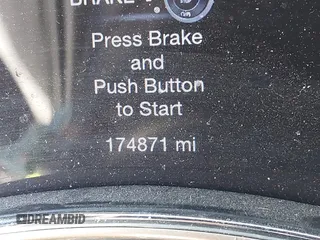 BRAKE
Press Brake
and
Push Button
to Start
174871 mi
DREAMBID